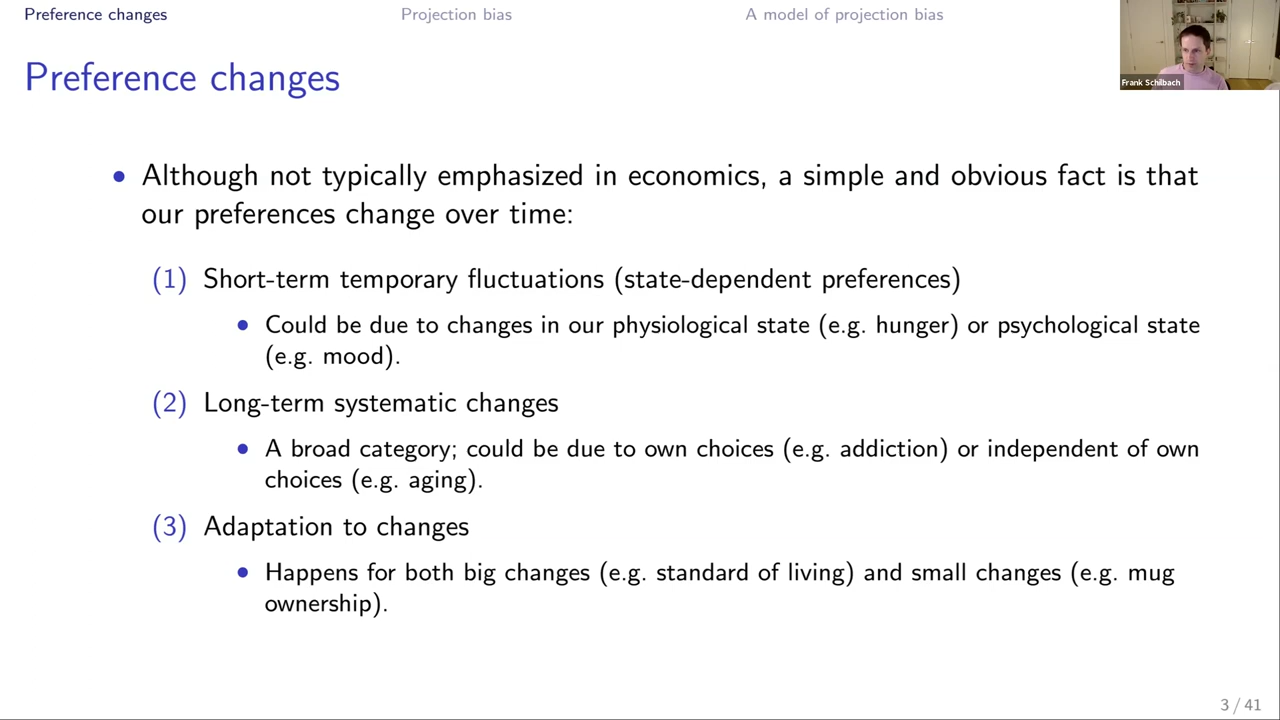 Preference changes
Projection bias
A model of projection bias
Frank Schilbach
Preference changes
• Although not typically emphasized in economics, a simple and obvious fact is that
our preferences change over time:
(1) Short-term temporary fluctuations (state-dependent preferences)
• Could be due to changes in our physiological state (e.g. hunger) or psychological state
(e.g. mood).
(2) Long-term systematic changes
• A broad category; could be due to own choices (e.g. addiction) or independent of own
choices (e.g. aging).
(3) Adaptation to changes
• Happens for both big changes (e.g. standard of living) and small changes (e.g. mug
ownership).
3 / 41